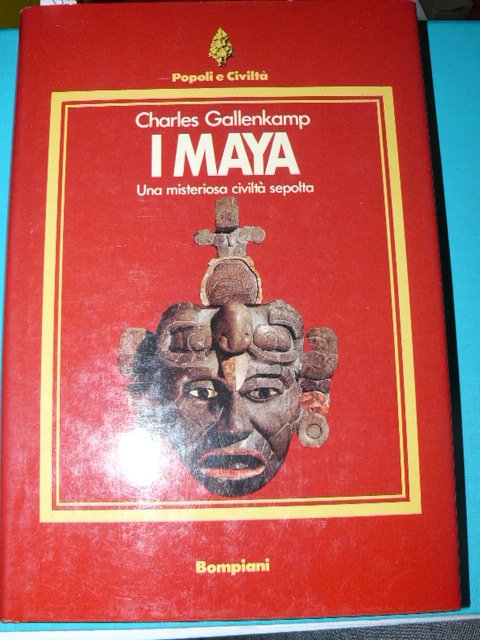 Popoli e Civiltà
Charles Gallenkamp
I MAYA
Una misteriosa civiltà sepolta
Bompiani